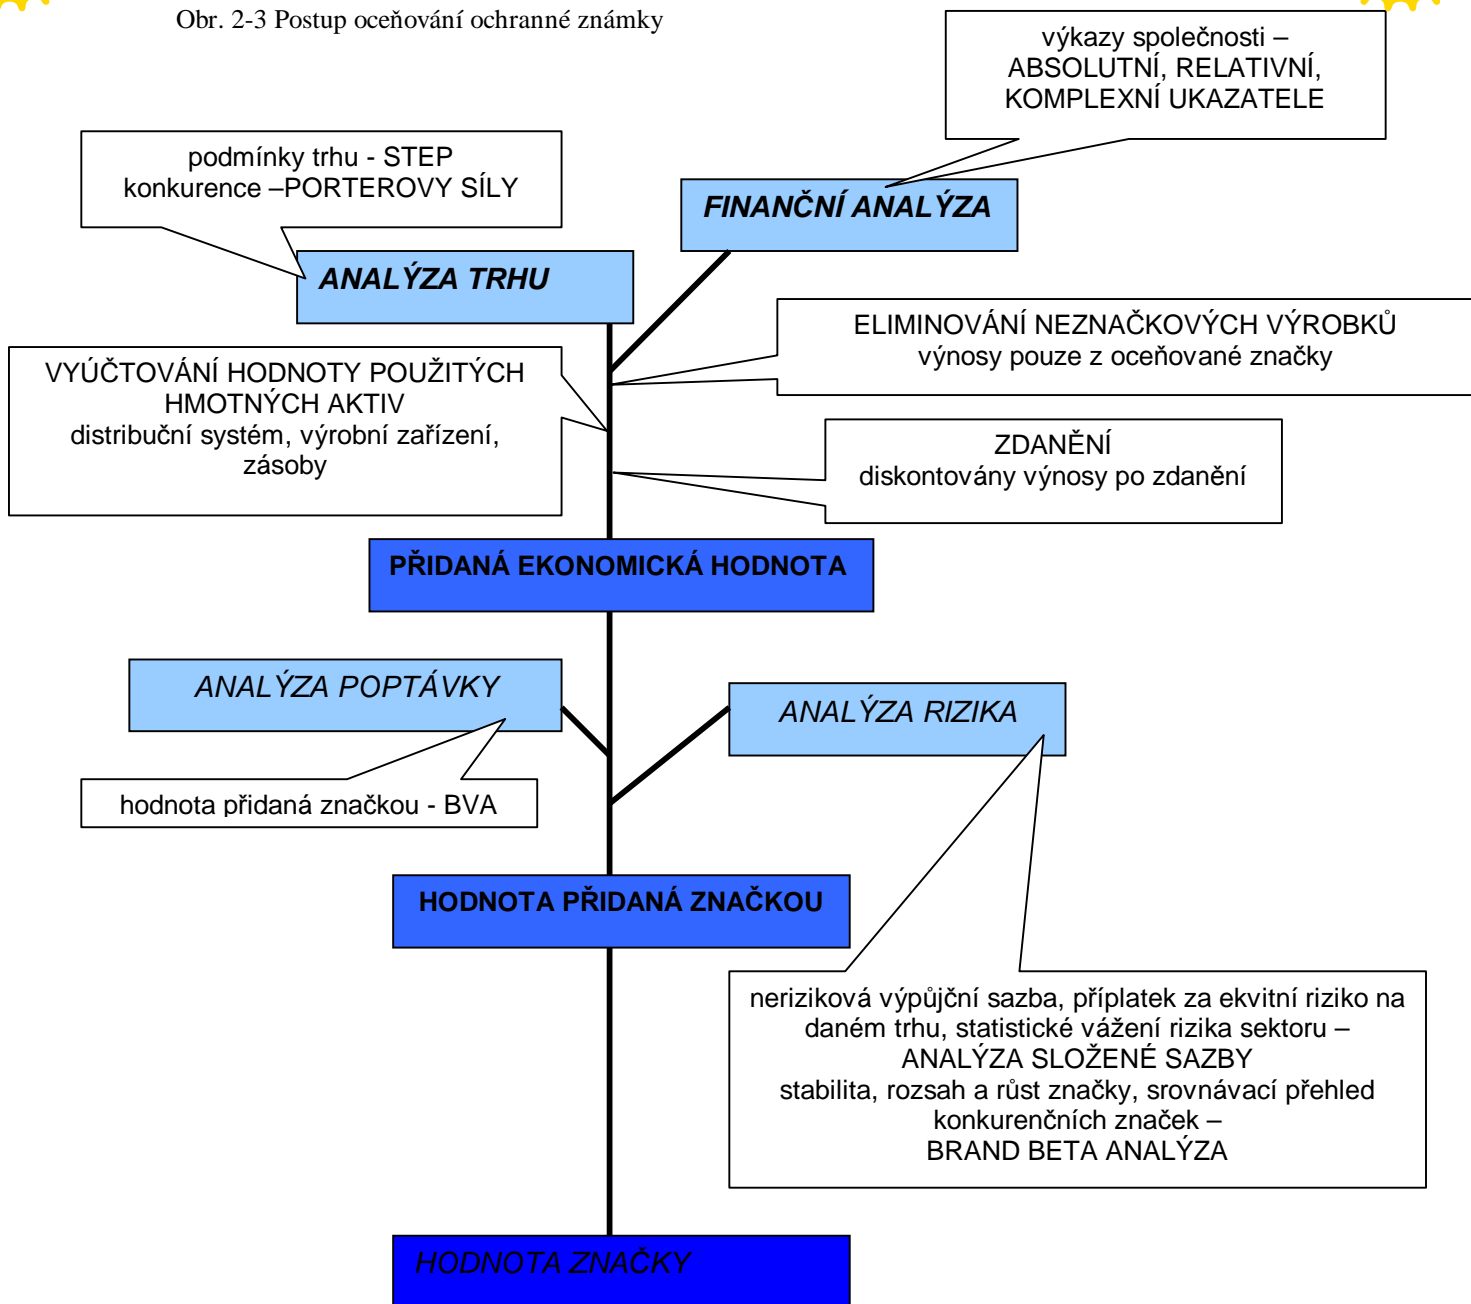 Obr. 2-3 Postup oceňování ochranné známky
výkazy společnosti –
ABSOLUTNÍ, RELATIVNÍ,
KOMPLEXNÍ UKAZATELE
podmínky trhu - STEP
konkurence –PORTEROVY SÍLY
FINANČNÍ ANALÝZA
ANALÝZA TRHU
ELIMINOVÁNÍ NEZNAČKOVÝCH VÝROBKŮ
výnosy pouze z oceňované značky
VYÚČTOVÁNÍ HODNOTY POUŽITÝCH
HMOTNÝCH AKTIV
distribuční systém, výrobní zařízení,
zásoby
ZDANĚNÍ
diskontovány výnosy po zdanění
PŘIDANÁ EKONOMICKÁ HODNOTA
ANALÝZA POPTÁVKY
ANALÝZA RIZIKA
hodnota přidaná značkou - BVA
HODNOTA PŘIDANÁ ZNAČKOU
neriziková výpůjční sazba, příplatek za ekvitní riziko na
daném trhu, statistické vážení rizika sektoru –
ANALÝZA SLOŽENÉ SAZBY
stabilita, rozsah a růst značky, srovnávací přehled
konkurenčních značek –
BRAND BETA ANALÝZA
HODNOTA ZNAČKY